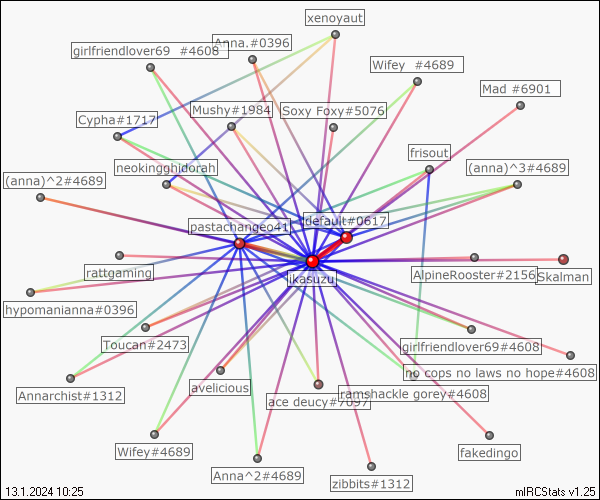 xenoyaut
girlfriendlover69 #4608
Anna.#0396
Wifey #4689
Mad #6901
Mushy#1984
Soxy Foxy#5076
Cypha#1717
frisout
neokingghidorah
(anna)^3#4689
(anna)^2#4689
default#0617
pastachangeo41
ikasuzu
rattgaming
AlpineRooster#2156
Skalman
hypomanianna#0396
Toucan#2473
girlfriendlover69#4608
no cops no laws no hope#4608
avelicious
ramshackle gorey#4608
Annarchist#1312
ace deucy#7097
Wifey#4689
fakedingo
Anna^2#4689
zibbits#1312
13.1.2024 10:25
mIRCStats v1.25